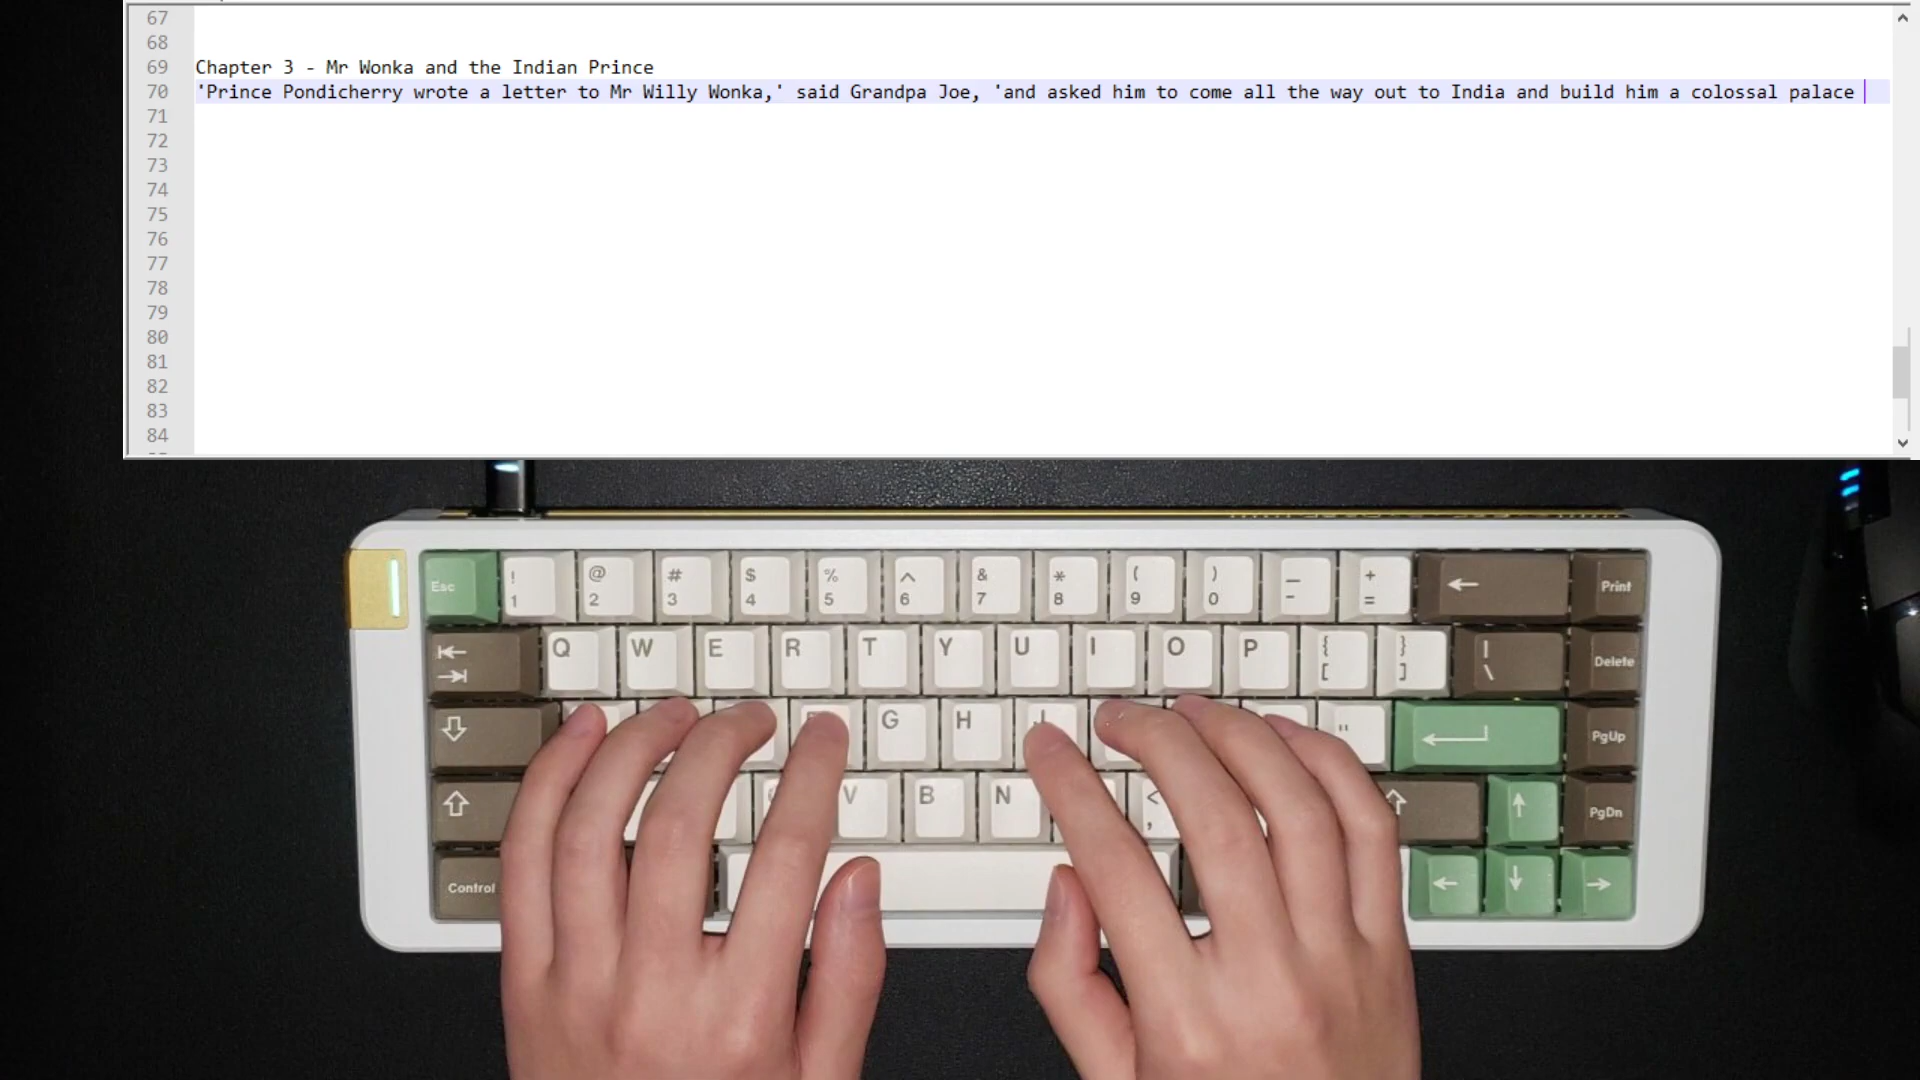 67
68
69 Chapter 3 - Mr Wonka and the Indian Prince
70 'Prince Pondicherry wrote a letter to Mr Willy Wonka,' said Grandpa Joe, 'and asked him to come all the way out to India and build him a colossal palace
71
72
73
74
75
76
77
78
79
80
81
82
83
84
Esc ! 1 @ 2 # 3 $ 4 % 5 ^ 6 & 7 * 8 ( 9 ) 0 _ - + = ← Print
Q W E R T Y U I O P { [ } ] | \ Delete
G H J " PgUp
V B N < , PgDn
Control